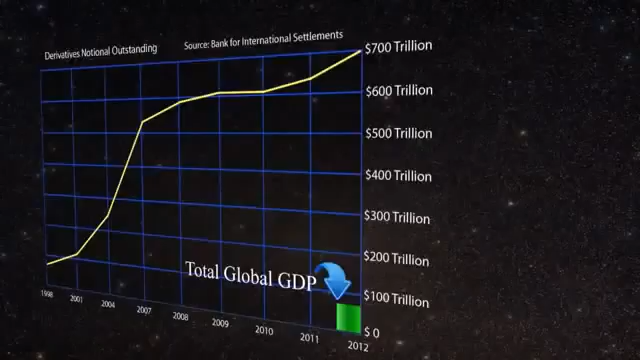 Derivatives Notional Outstanding
Source: Bank for International Settlements
$700 Trillion
$600 Trillion
$500 Trillion
$400 Trillion
$300 Trillion
$200 Trillion
Total Global GDP
$100 Trillion
$0
1998 2001 2004 2007 2008 2009 2010 2011 2012